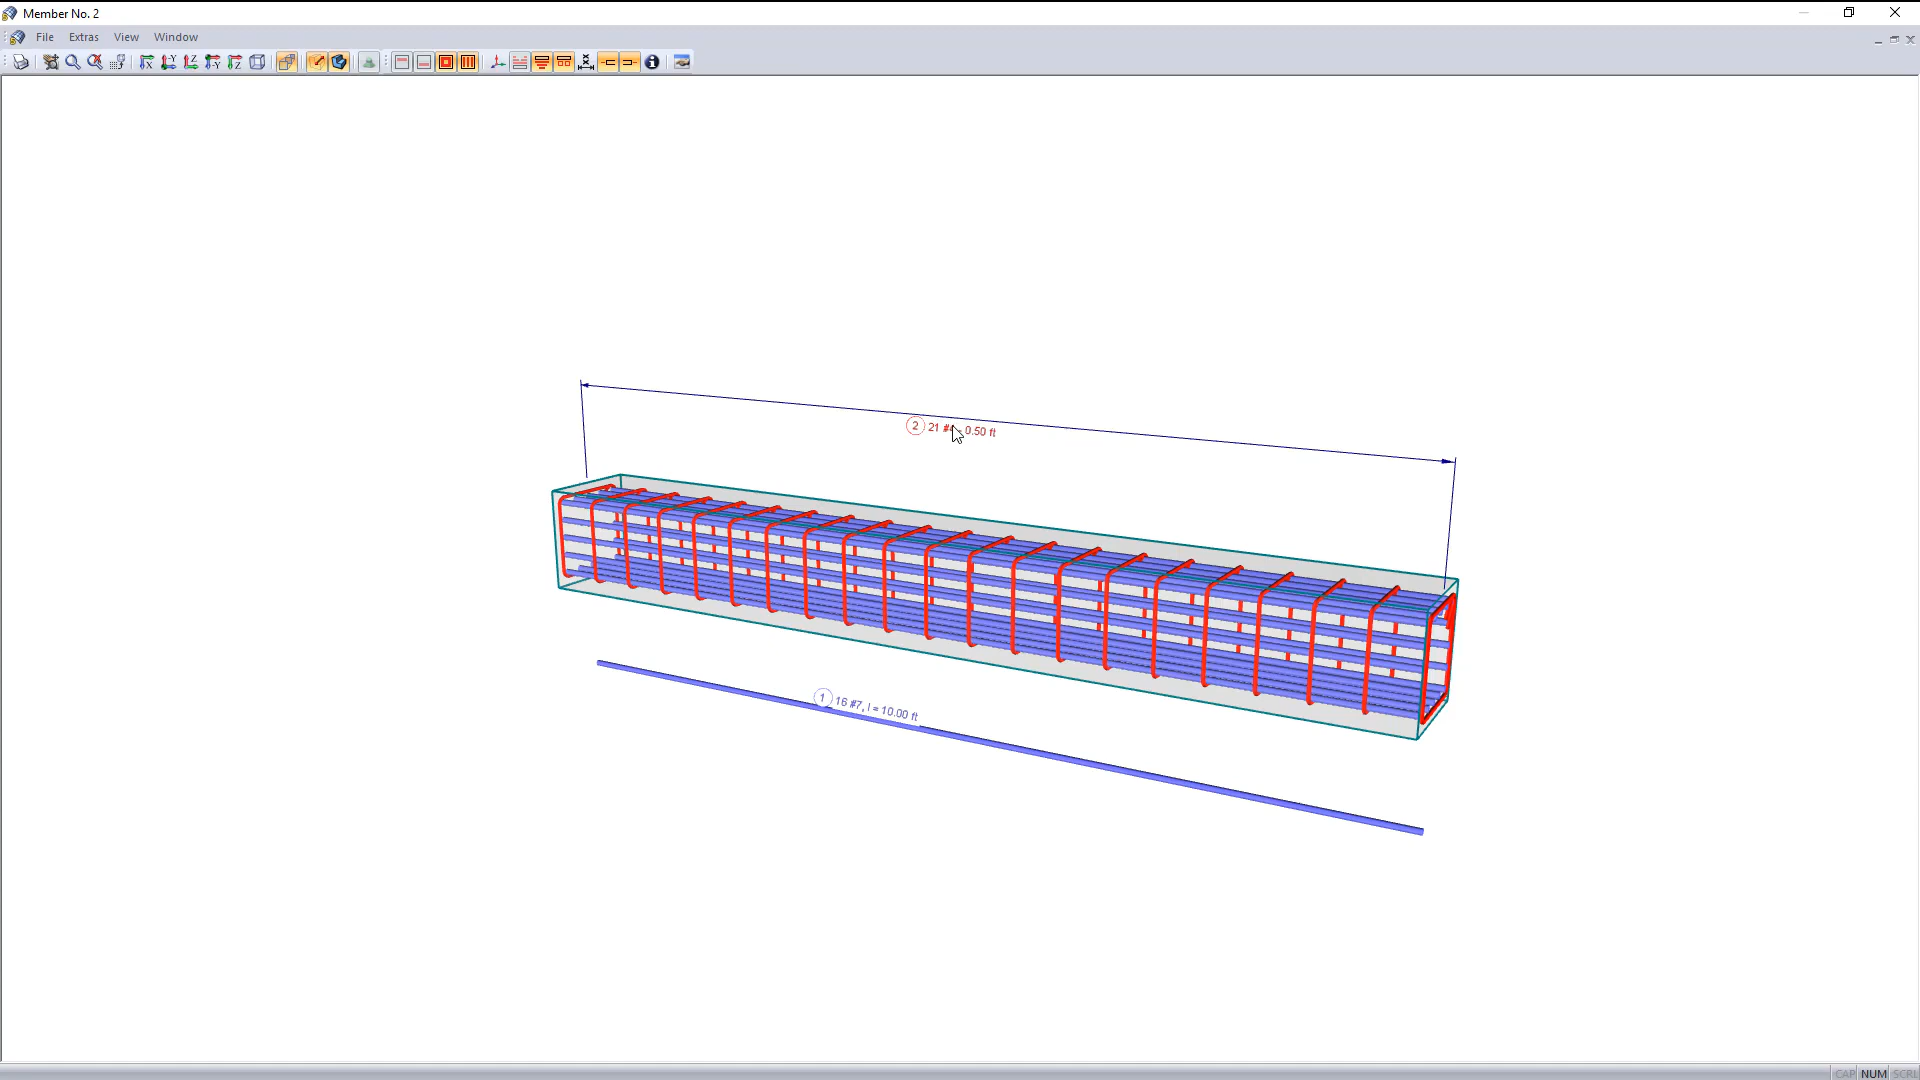 Member No. 2
File Extras View Window
2 21 #4 - 0.50 ft
1 16 #7, l = 10.00 ft
CAP NUM SCRL